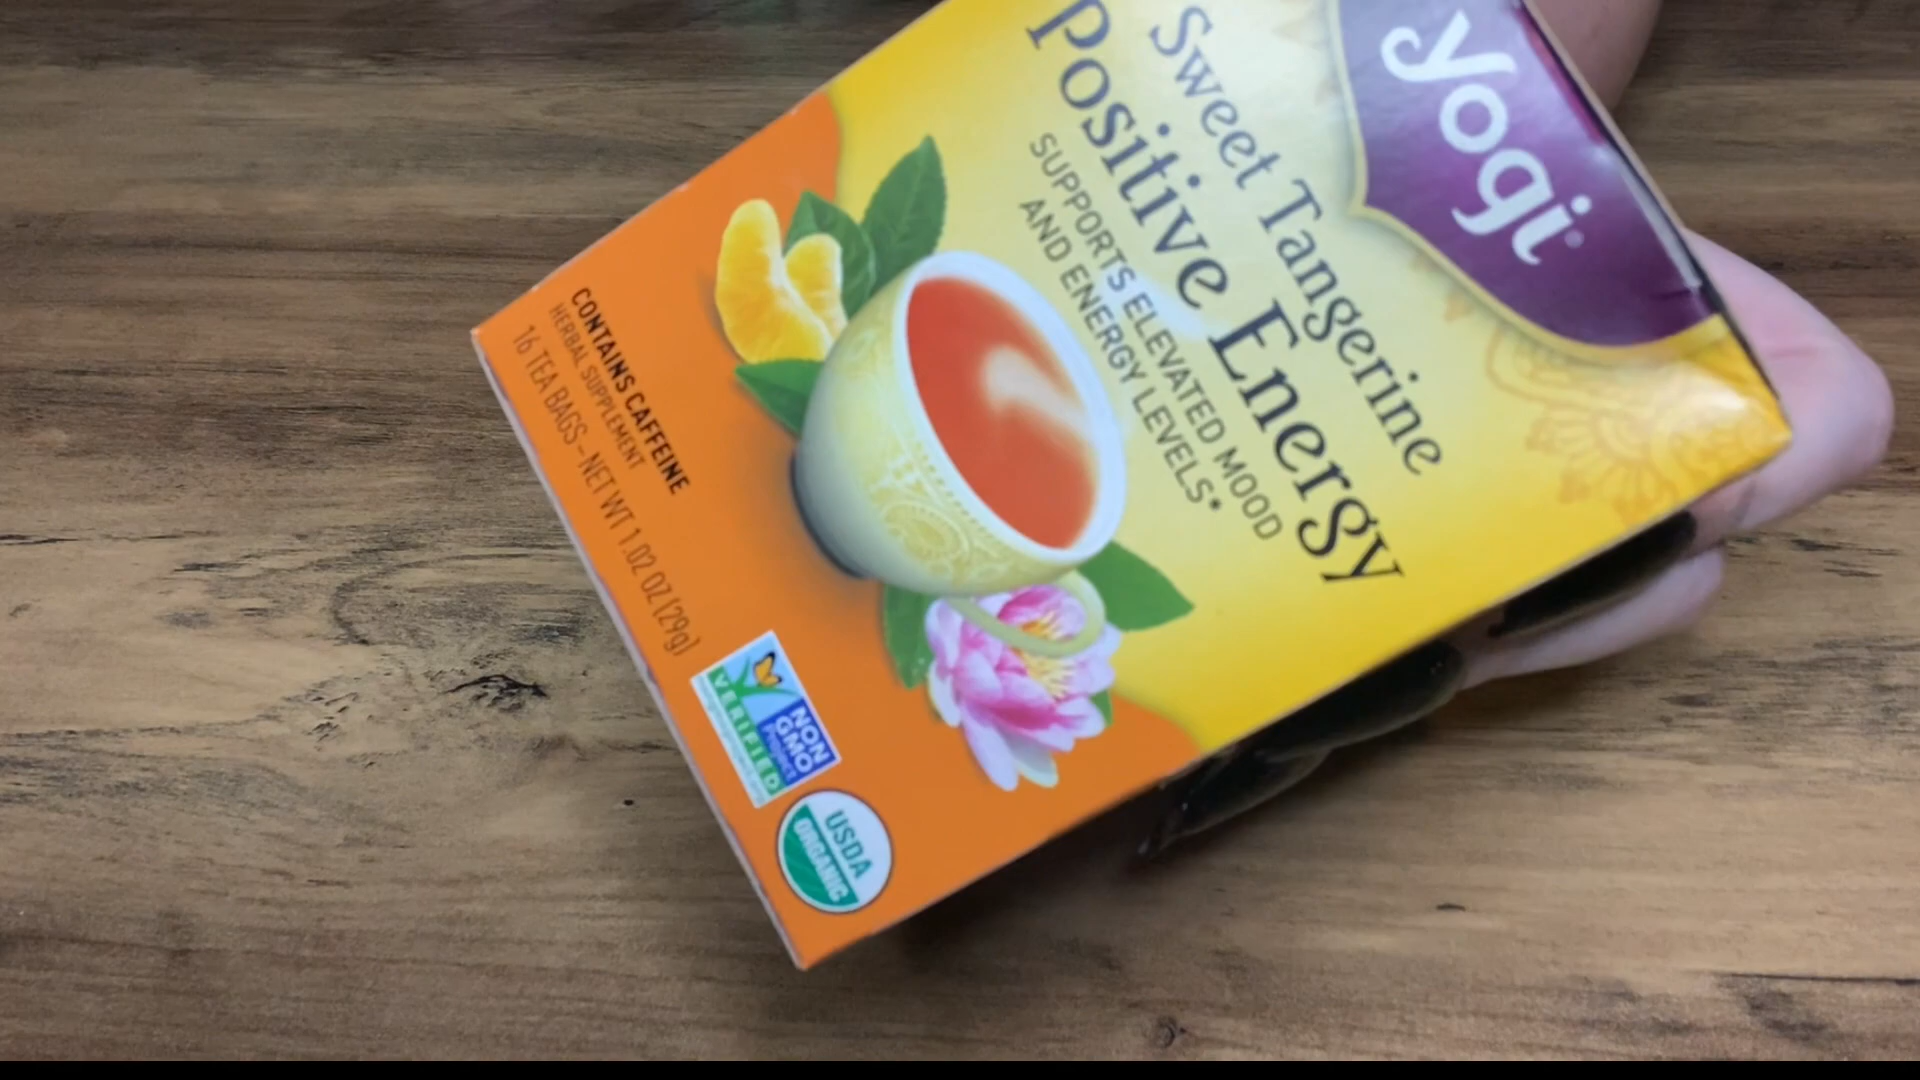 yogi®
Sweet Tangerine
Positive Energy
SUPPORTS ELEVATED MOOD
AND ENERGY LEVELS*
CONTAINS CAFFEINE
HERBAL SUPPLEMENT
16 TEA BAGS – NET WT 1.02 OZ (29g)
NON
GMO
PROJECT
VERIFIED
USDA
ORGANIC